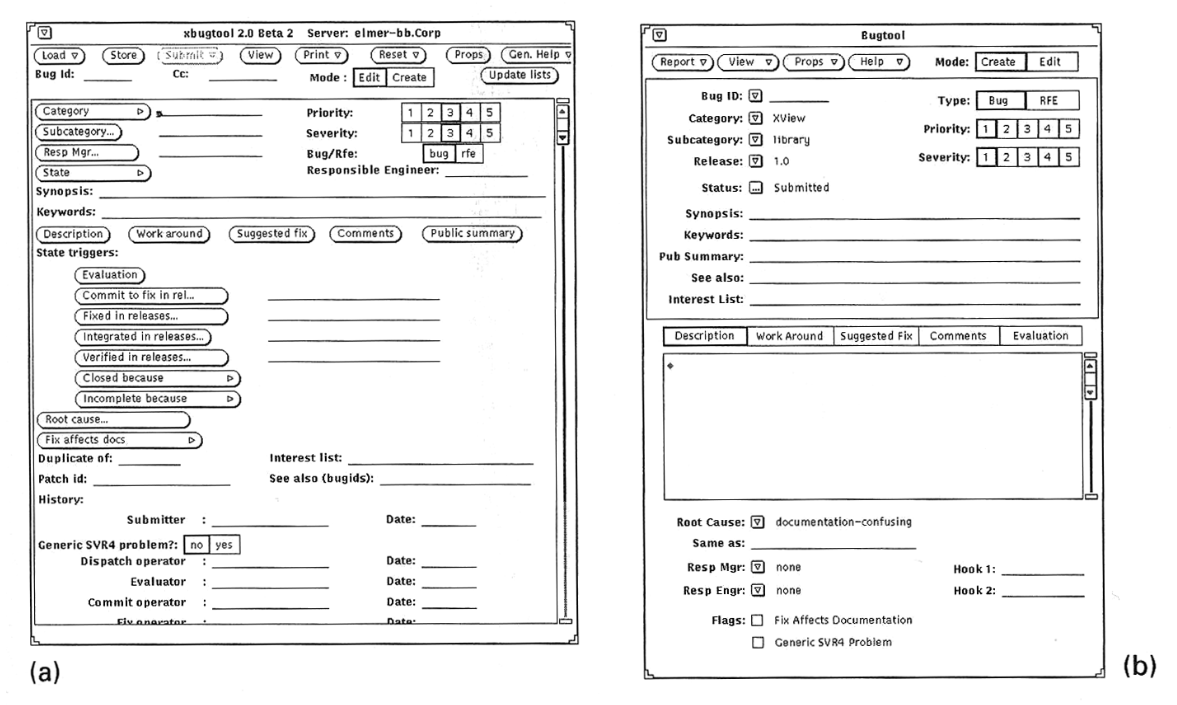 xbugtool 2.0 Beta 2 Server: elmer-bb.Corp
Load Store Submit View Print Reset Props Gen. Help
Bug Id: Cc: Mode : Edit Create Update lists
Category Priority: 1 2 3 4 5
Subcategory... Severity: 1 2 3 4 5
Resp Mgr... Bug/Rfe: bug rfe
State Responsible Engineer:
Synopsis:
Keywords:
Description Work around Suggested fix Comments Public summary
State triggers:
Evaluation
Commit to fix in rel...
Fixed in releases...
Integrated in releases...
Verified in releases...
Closed because
Incomplete because
Root cause...
Fix affects docs
Duplicate of: Interest list:
Patch id: See also (bugids):
History:
Submitter : Date:
Generic SVR4 problem?: no yes
Dispatch operator : Date:
Evaluator : Date:
Commit operator : Date:
Fix operator Date:
(a)
Bugtool
Report View Props Help Mode: Create Edit
Bug ID: Type: Bug RFE
Category: XView
Subcategory: library Priority: 1 2 3 4 5
Release: 1.0 Severity: 1 2 3 4 5
Status: ... Submitted
Synopsis:
Keywords:
Pub Summary:
See also:
Interest List:
Description Work Around Suggested Fix Comments Evaluation
Root Cause: documentation-confusing
Same as:
Resp Mgr: none Hook 1:
Resp Engr: none Hook 2:
Flags: Fix Affects Documentation
Generic SVR4 Problem
(b)